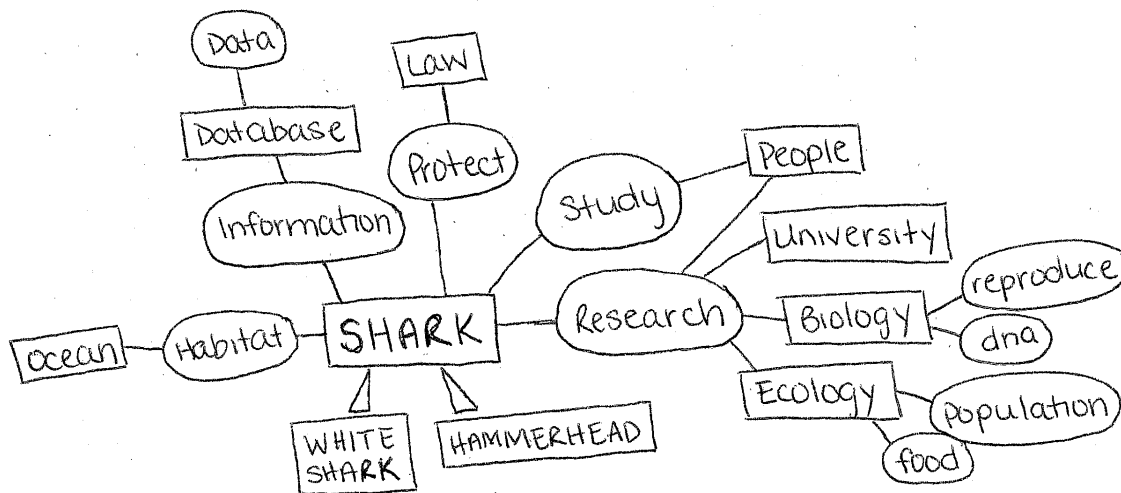 Data
Law
Database
Protect
People
Study
Information
University
reproduce
Research
Biology
SHARK
Habitat
ocean
dna
Ecology
population
WHITE
SHARK
HAMMERHEAD
food